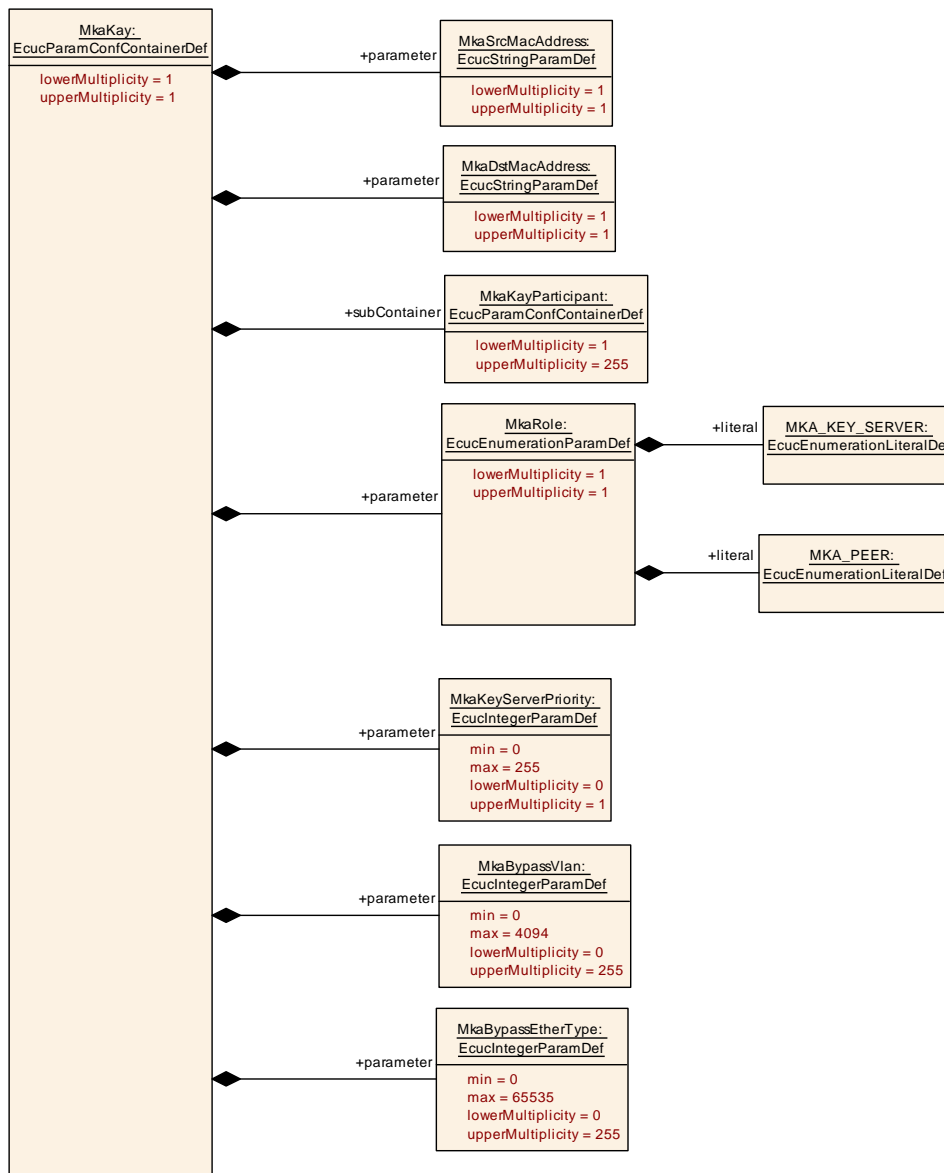 MkaKay:
EcucParamConfContainerDef
lowerMultiplicity = 1
upperMultiplicity = 1
+parameter
MkaSrcMacAddress:
EcucStringParamDef
lowerMultiplicity = 1
upperMultiplicity = 1
+parameter
MkaDstMacAddress:
EcucStringParamDef
lowerMultiplicity = 1
upperMultiplicity = 1
+subContainer
MkaKayParticipant:
EcucParamConfContainerDef
lowerMultiplicity = 1
upperMultiplicity = 255
+parameter
MkaRole:
EcucEnumerationParamDef
lowerMultiplicity = 1
upperMultiplicity = 1
+literal
MKA_KEY_SERVER:
EcucEnumerationLiteralDe
+literal
MKA_PEER:
EcucEnumerationLiteralDef
+parameter
MkaKeyServerPriority:
EcucIntegerParamDef
min = 0
max = 255
lowerMultiplicity = 0
upperMultiplicity = 1
+parameter
MkaBypassVlan:
EcucIntegerParamDef
min = 0
max = 4094
lowerMultiplicity = 0
upperMultiplicity = 255
+parameter
MkaBypassEtherType:
EcucIntegerParamDef
min = 0
max = 65535
lowerMultiplicity = 0
upperMultiplicity = 255